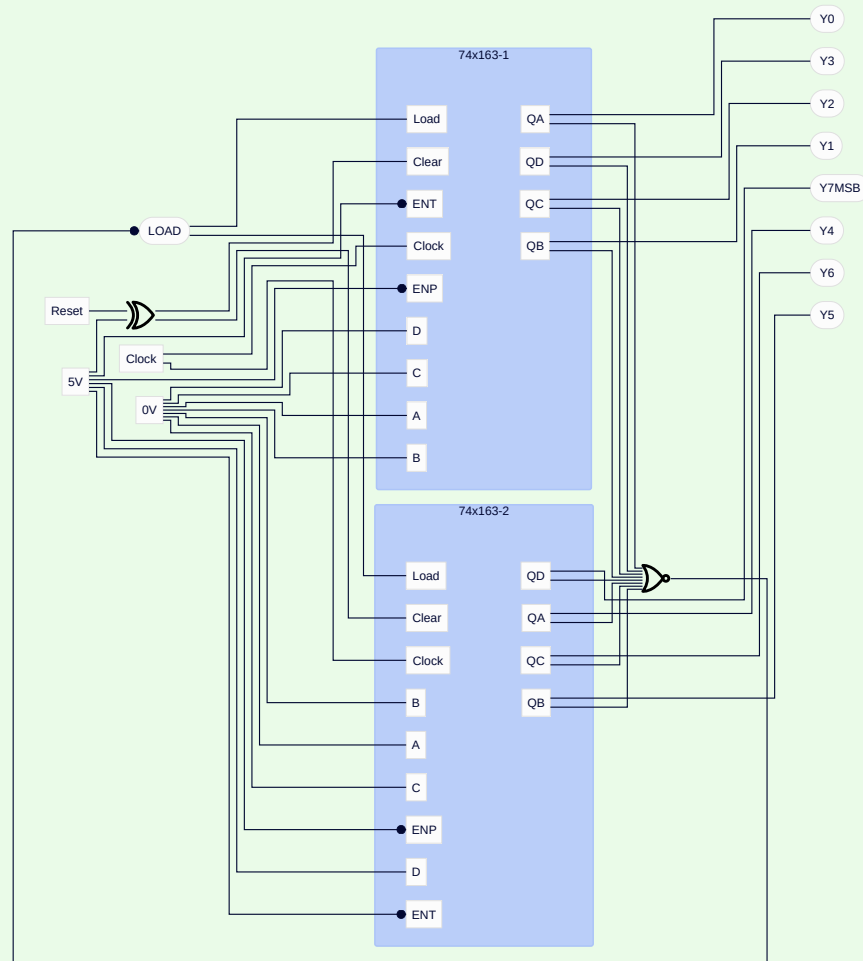 Y0
74x163-1
Y3
Y2
Load
QA
Y1
Clear
QD
Y7MSB
ENT
QC
LOAD
Y4
Clock
QB
Y6
ENP
Reset
Y5
D
Clock
C
5V
0V
A
B
74x163-2
Load
QD
Clear
QA
Clock
QC
B
QB
A
C
ENP
D
ENT